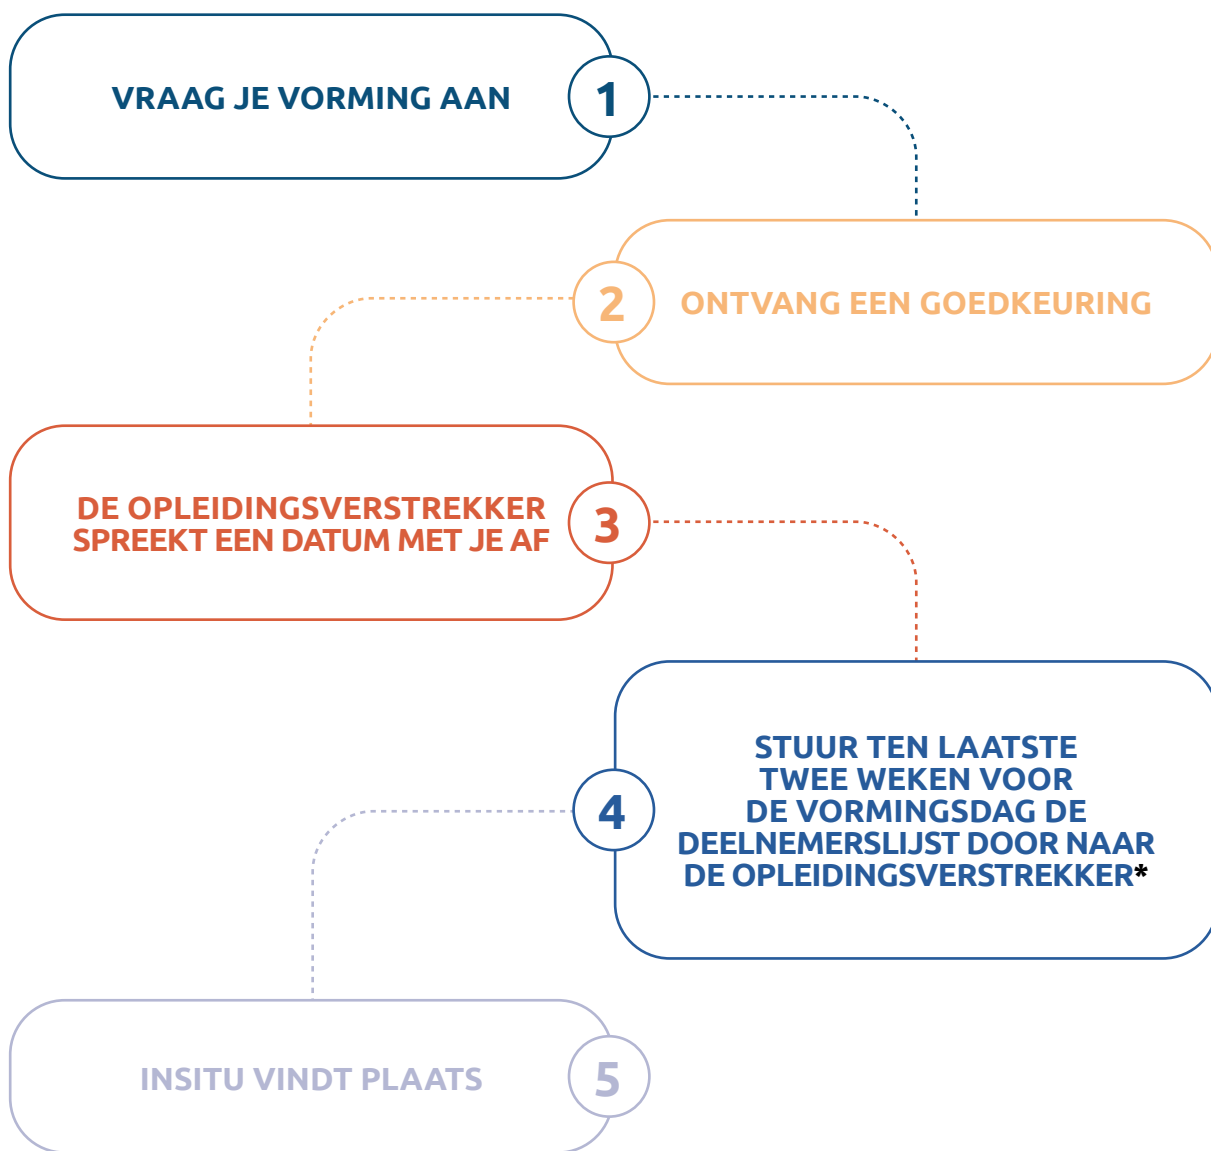 VRAAG JE VORMING AAN
1
2
ONTVANG EEN GOEDKEURING
DE OPLEIDINGSVERSTREKKER
SPREEKT EEN DATUM MET JE AF
3
4
STUUR TEN LAATSTE
TWEE WEKEN VOOR
DE VORMINGSDAG DE
DEELNEMERSLIJST DOOR NAAR
DE OPLEIDINGSVERSTREKKER*
INSITU VINDT PLAATS
5